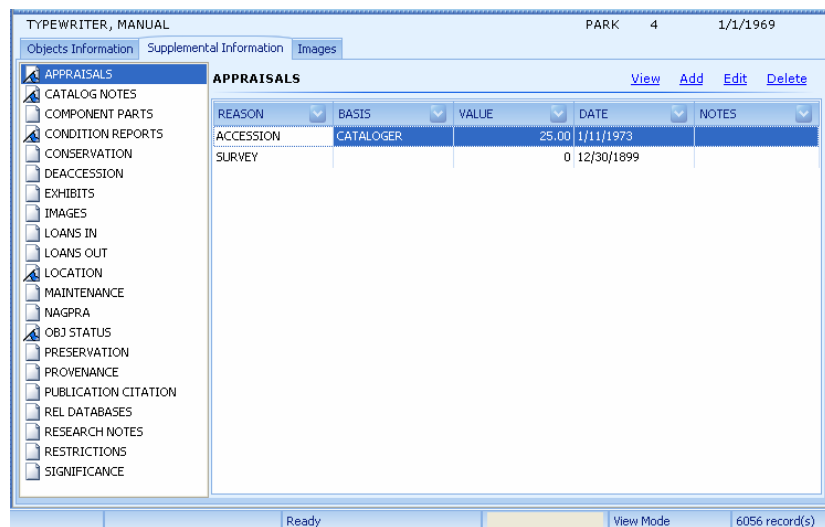 TYPEWRITER, MANUAL PARK 4 1/1/1969
Objects Information Supplemental Information Images
APPRAISALS
CATALOG NOTES
COMPONENT PARTS
CONDITION REPORTS
CONSERVATION
DEACCESSION
EXHIBITS
IMAGES
LOANS IN
LOANS OUT
LOCATION
MAINTENANCE
NAGPRA
OBJ STATUS
PRESERVATION
PROVENANCE
PUBLICATION CITATION
REL DATABASES
RESEARCH NOTES
RESTRICTIONS
SIGNIFICANCE
APPRAISALS View Add Edit Delete
REASON BASIS VALUE DATE NOTES
ACCESSION CATALOGER 25.00 1/11/1973
SURVEY 0 12/30/1899
Ready View Mode 6056 record(s)